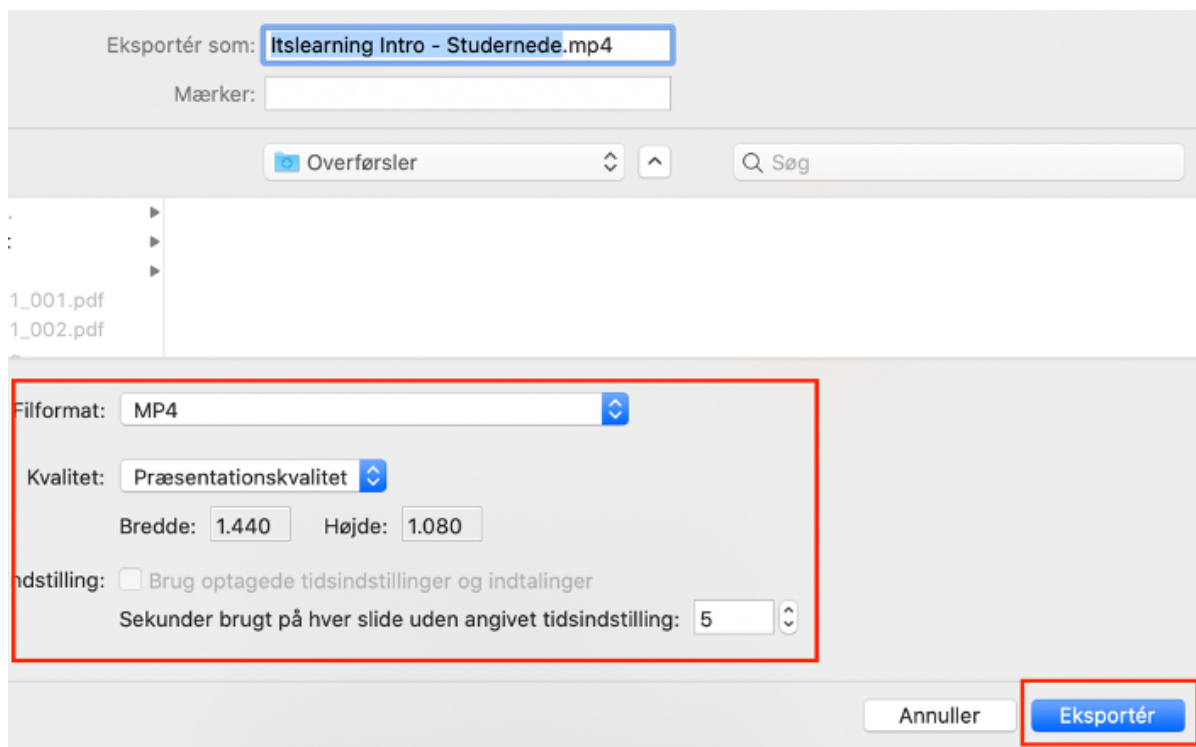 Eksportér som: Itslearning Intro - Studernede.mp4
Mærker:
Overførsler Søg
1_001.pdf
1_002.pdf
Filformat: MP4
Kvalitet: Præsentationskvalitet
Bredde: 1.440 Højde: 1.080
ndstilling: Brug optagede tidsindstillinger og indtalinger
Sekunder brugt på hver slide uden angivet tidsindstilling: 5
Annuller Eksportér